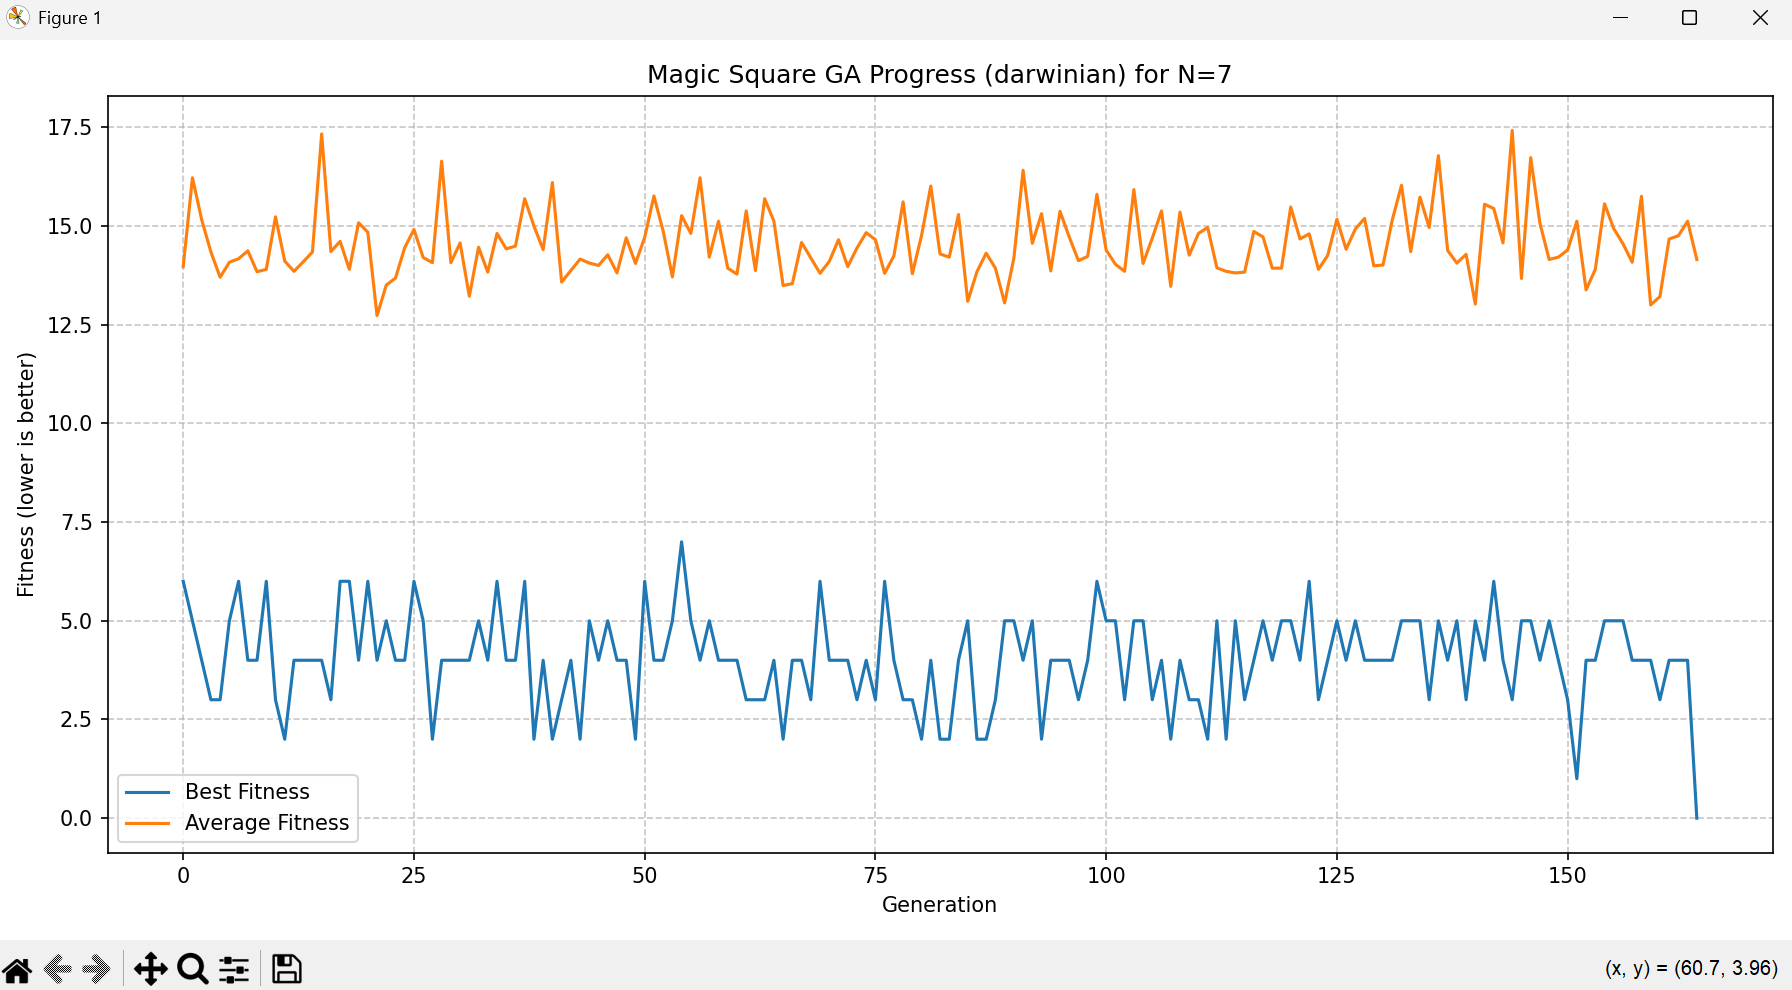 Figure 1
Magic Square GA Progress (darwinian) for N=7
Fitness (lower is better)
17.5
15.0
12.5
10.0
7.5
5.0
2.5
0.0
Best Fitness
Average Fitness
0 25 50 75 100 125 150
Generation
(x, y) = (60.7, 3.96)